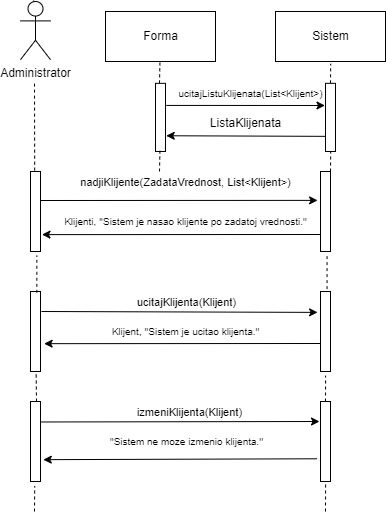 Forma
Sistem
Administrator
ucitajListuKlijenata(List<Klijent>)
ListaKlijenata
nadjiKlijente(ZadataVrednost, List<Klijent>)
Klijenti, "Sistem je nasao klijente po zadatoj vrednosti."
ucitajKlijenta(Klijent)
Klijent, "Sistem je ucitao klijenta."
izmeniKlijenta(Klijent)
"Sistem ne moze izmenio klijenta."